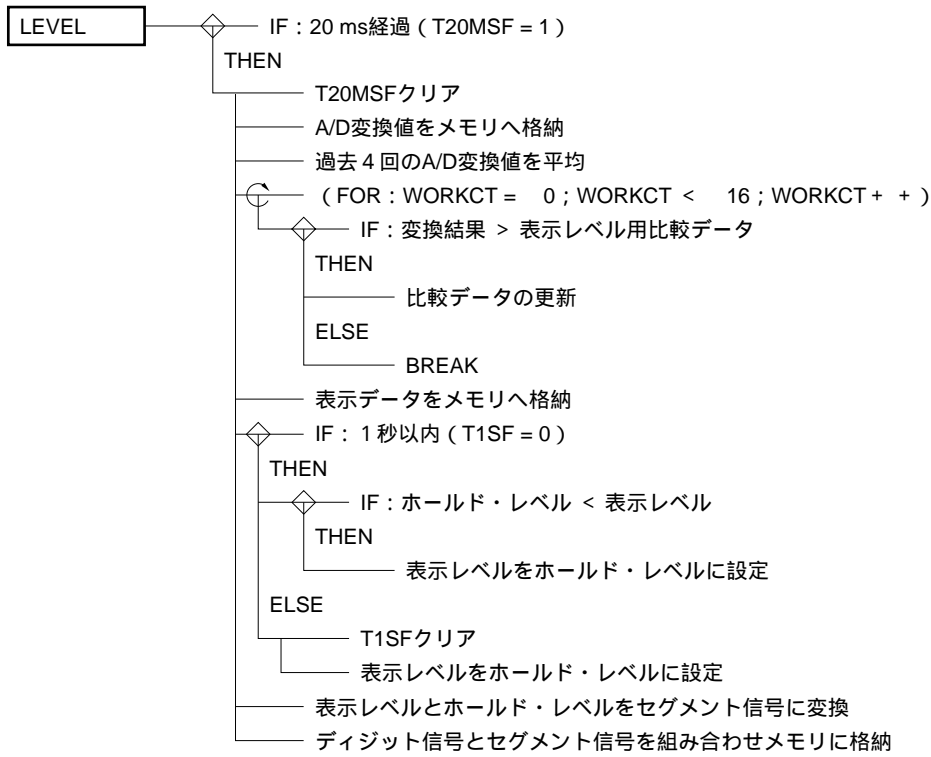 LEVEL IF：20 ms経過（T20MSF = 1）
THEN
T20MSFクリア
A/D変換値をメモリへ格納
過去４回のA/D変換値を平均
（FOR：WORKCT = 0；WORKCT < 16；WORKCT+ +）
IF：変換結果 > 表示レベル用比較データ
THEN
比較データの更新
ELSE
BREAK
表示データをメモリへ格納
IF：１秒以内（T1SF = 0）
THEN
IF：ホールド・レベル < 表示レベル
THEN
表示レベルをホールド・レベルに設定
ELSE
T1SFクリア
表示レベルをホールド・レベルに設定
表示レベルとホールド・レベルをセグメント信号に変換
ディジット信号とセグメント信号を組み合わせメモリに格納